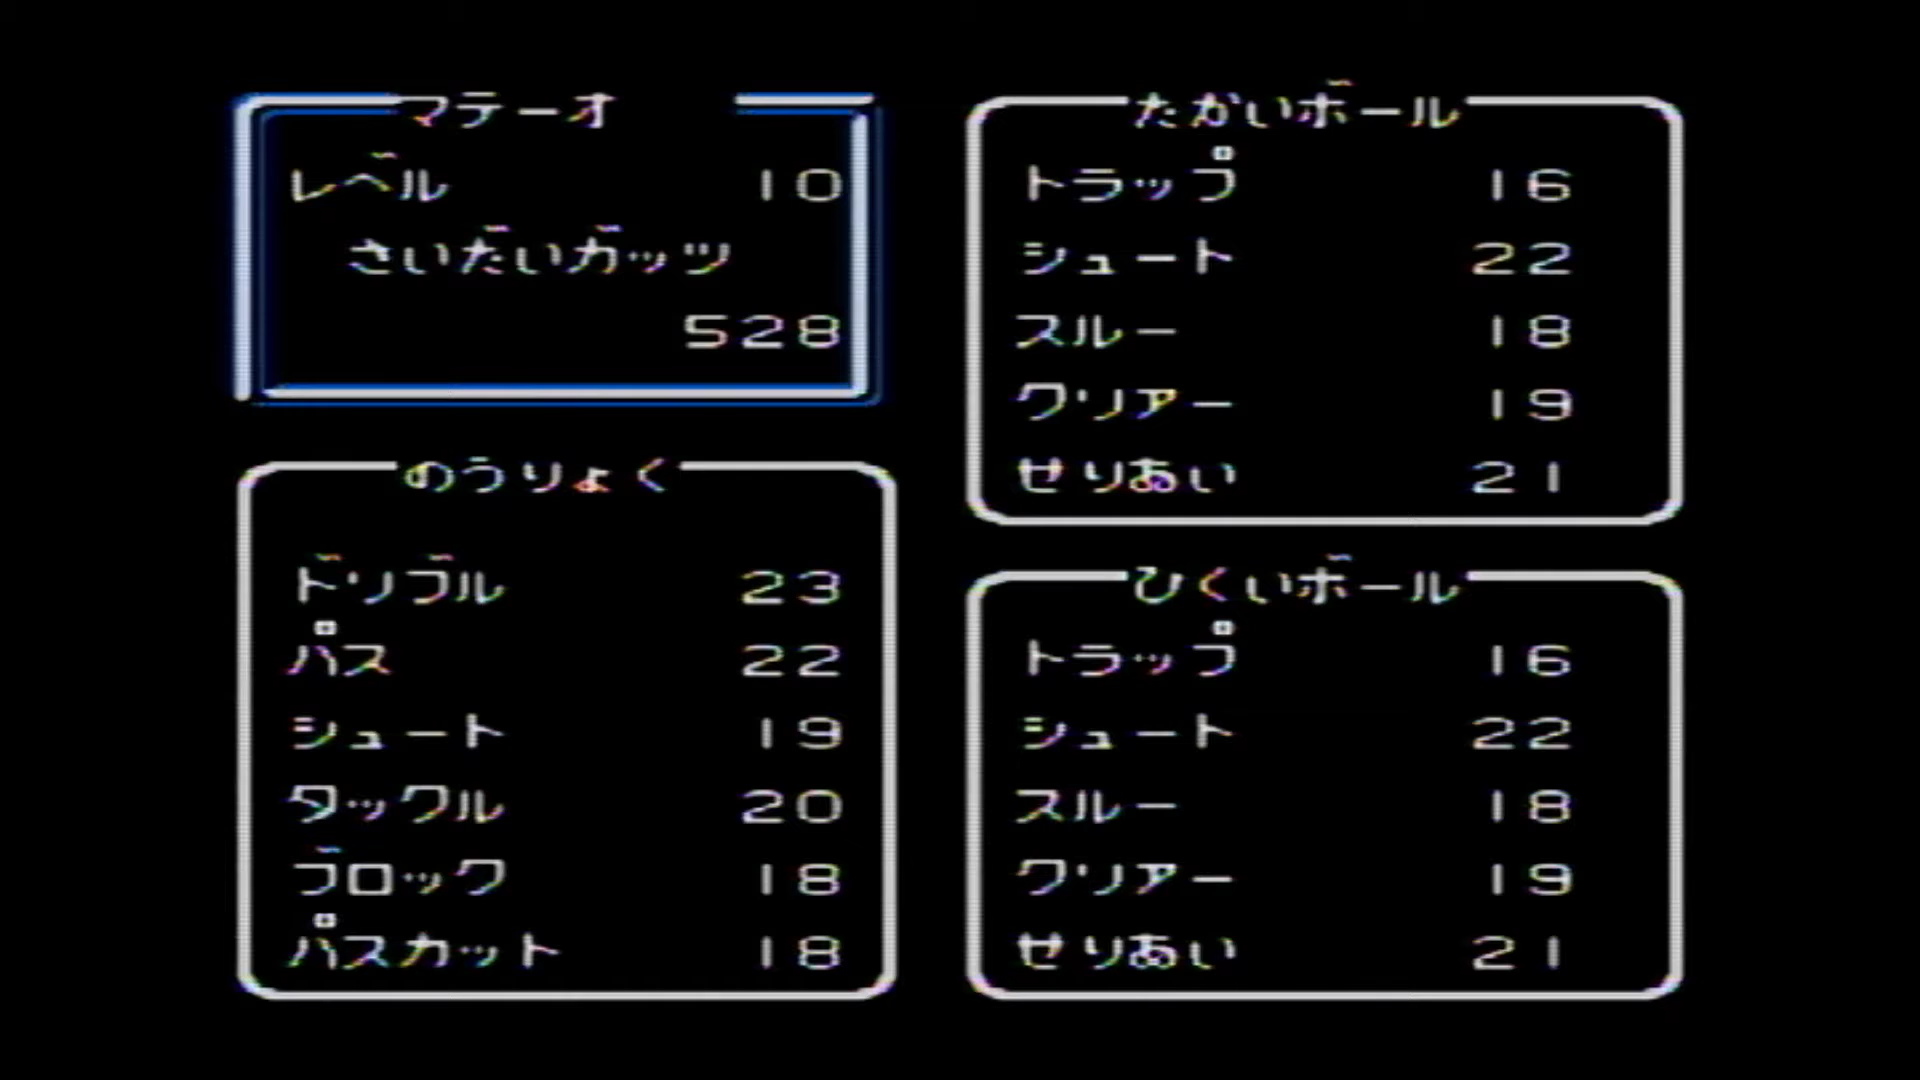 マテーオ
レベル 10
さいだいガッツ
528
のうりょく
ドリブル 23
パス 22
シュート 19
タックル 20
ブロック 18
パスカット 18
たかいボール
トラップ 16
シュート 22
スルー 18
クリアー 19
せりあい 21
ひくいボール
トラップ 16
シュート 22
スルー 18
クリアー 19
せりあい 21